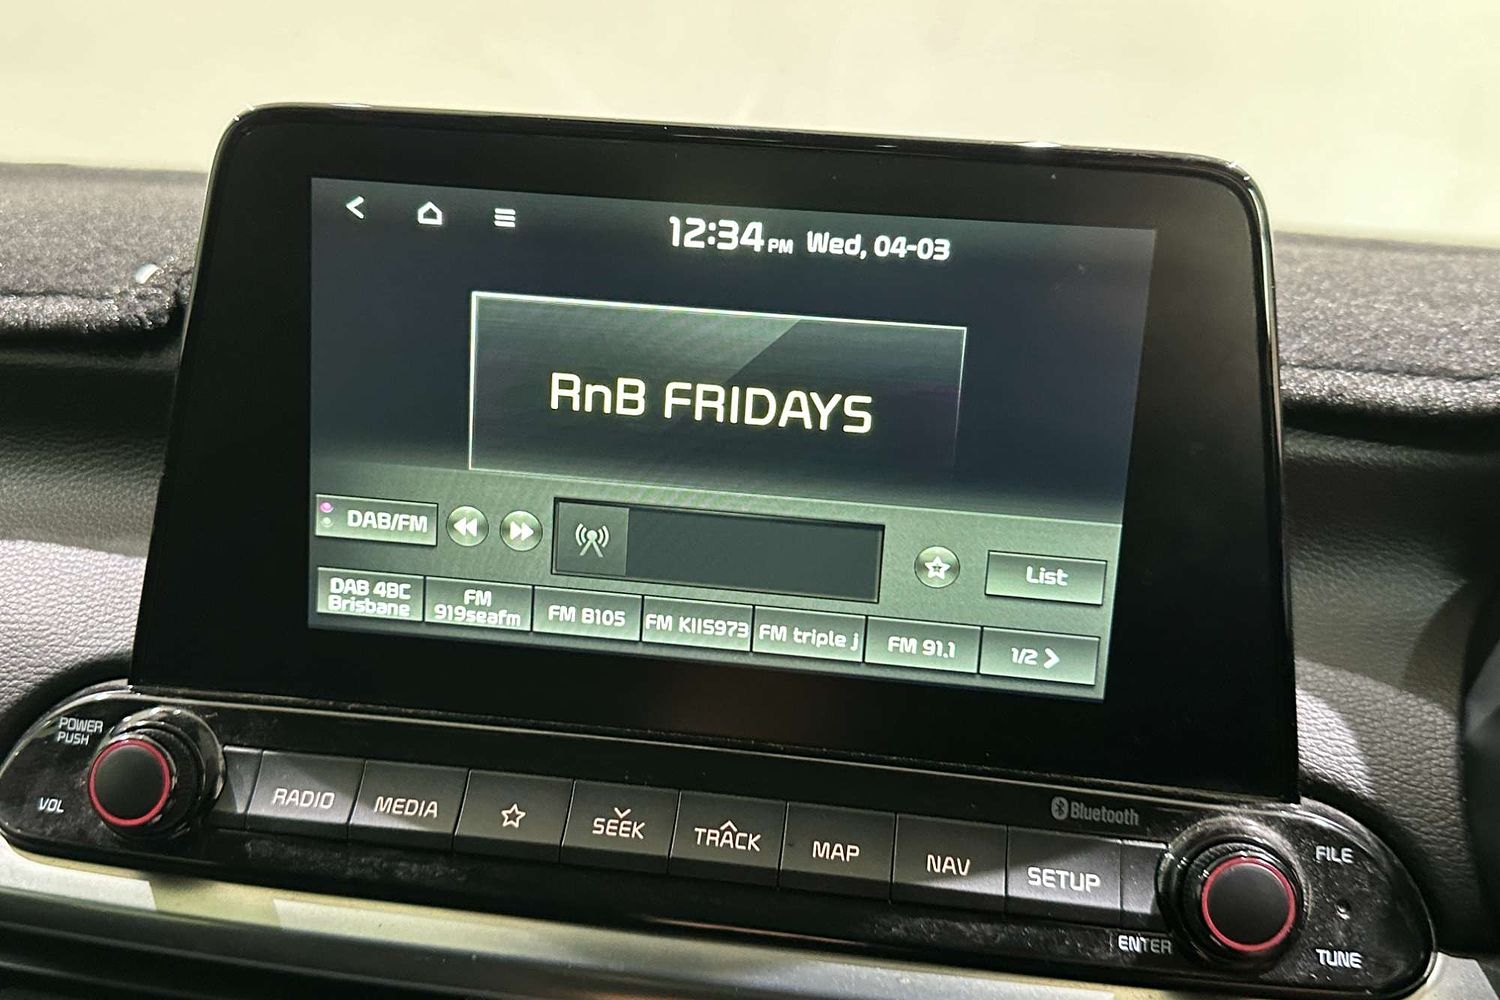 12:34 PM Wed, 04-03
RnB FRIDAYS
DAB/FM
List
DAB 4BC
Brisbane
FM
919seafm
FM B105
FM KIIS973
FM triple j
FM 91.1
1/2 >
POWER
PUSH
VOL
RADIO
MEDIA
SEEK
TRACK
MAP
NAV
SETUP
Bluetooth
FILE
ENTER
TUNE